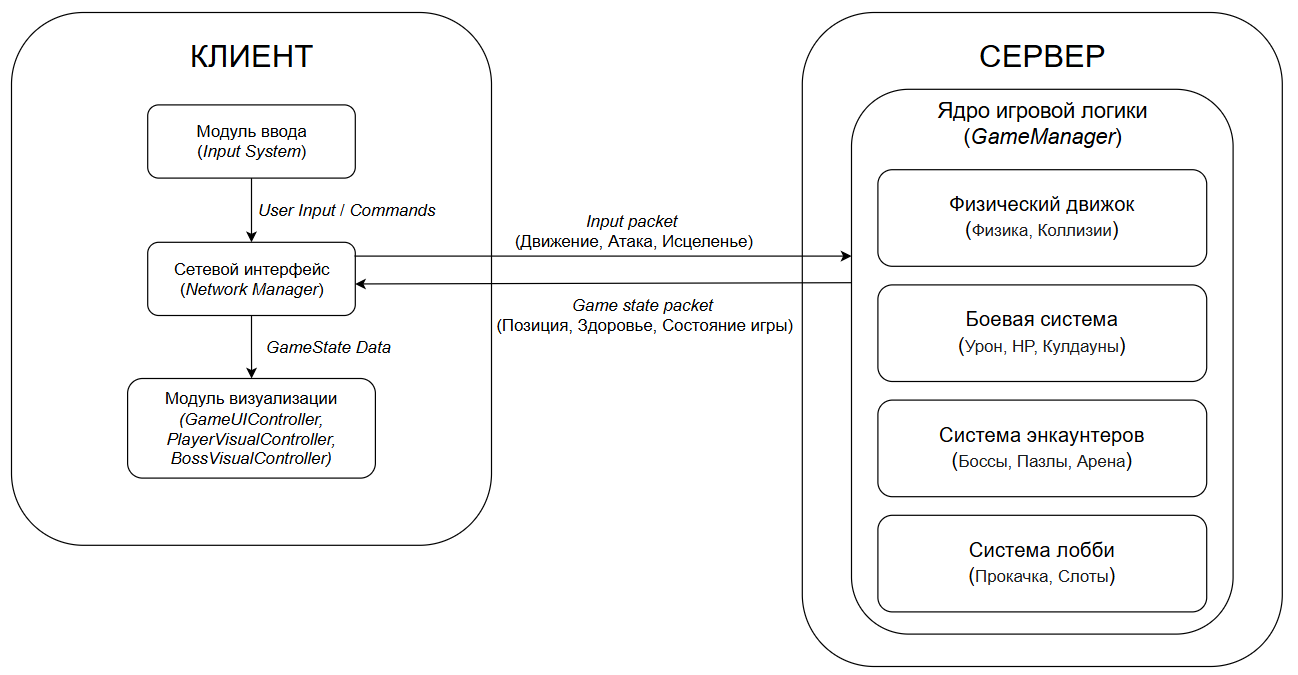 КЛИЕНТ
Модуль ввода
(Input System)
User Input / Commands
Сетевой интерфейс
(Network Manager)
GameState Data
Модуль визуализации
(GameUIController,
PlayerVisualController,
BossVisualController)
Input packet
(Движение, Атака, Исцеленье)
Game state packet
(Позиция, Здоровье, Состояние игры)
СЕРВЕР
Ядро игровой логики
(GameManager)
Физический движок
(Физика, Коллизии)
Боевая система
(Урон, HP, Кулдауны)
Система энкаунтеров
(Боссы, Пазлы, Арена)
Система лобби
(Прокачка, Слоты)